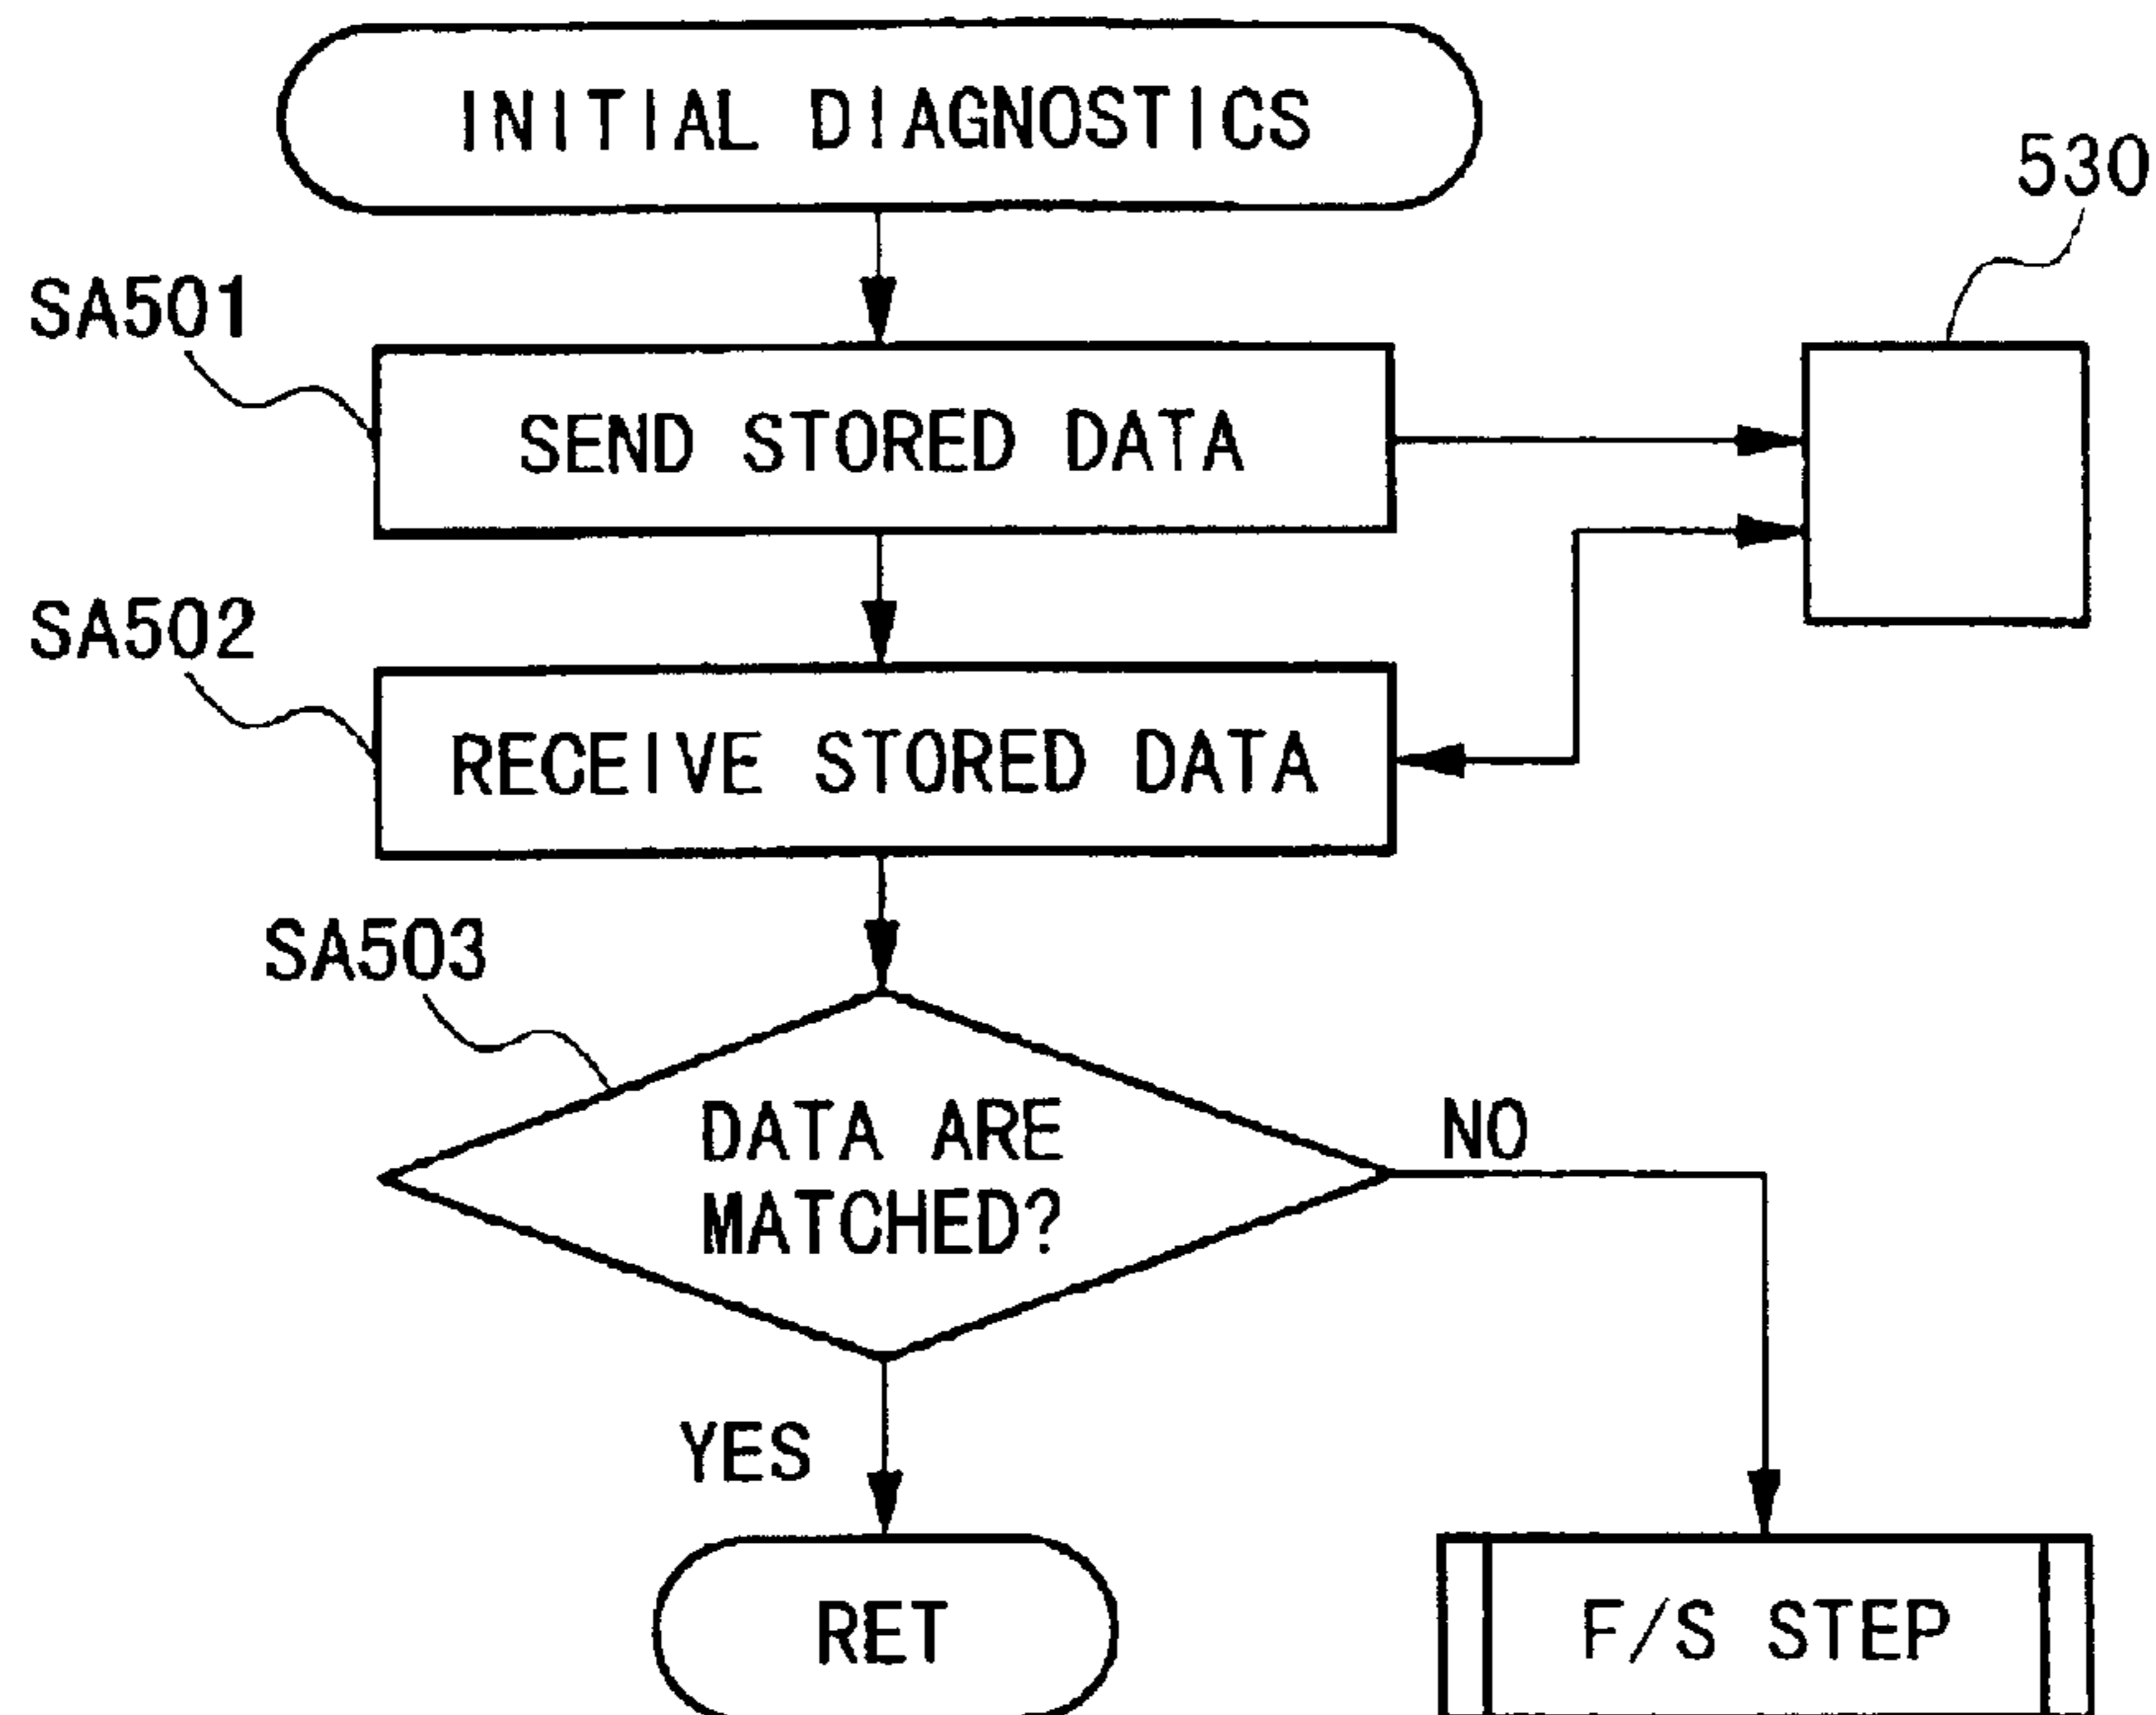 INITIAL DIAGNOSTICS
530
SA501
SEND STORED DATA
SA502
RECEIVE STORED DATA
SA503
DATA ARE
MATCHED?
NO
YES
RET
F/S STEP